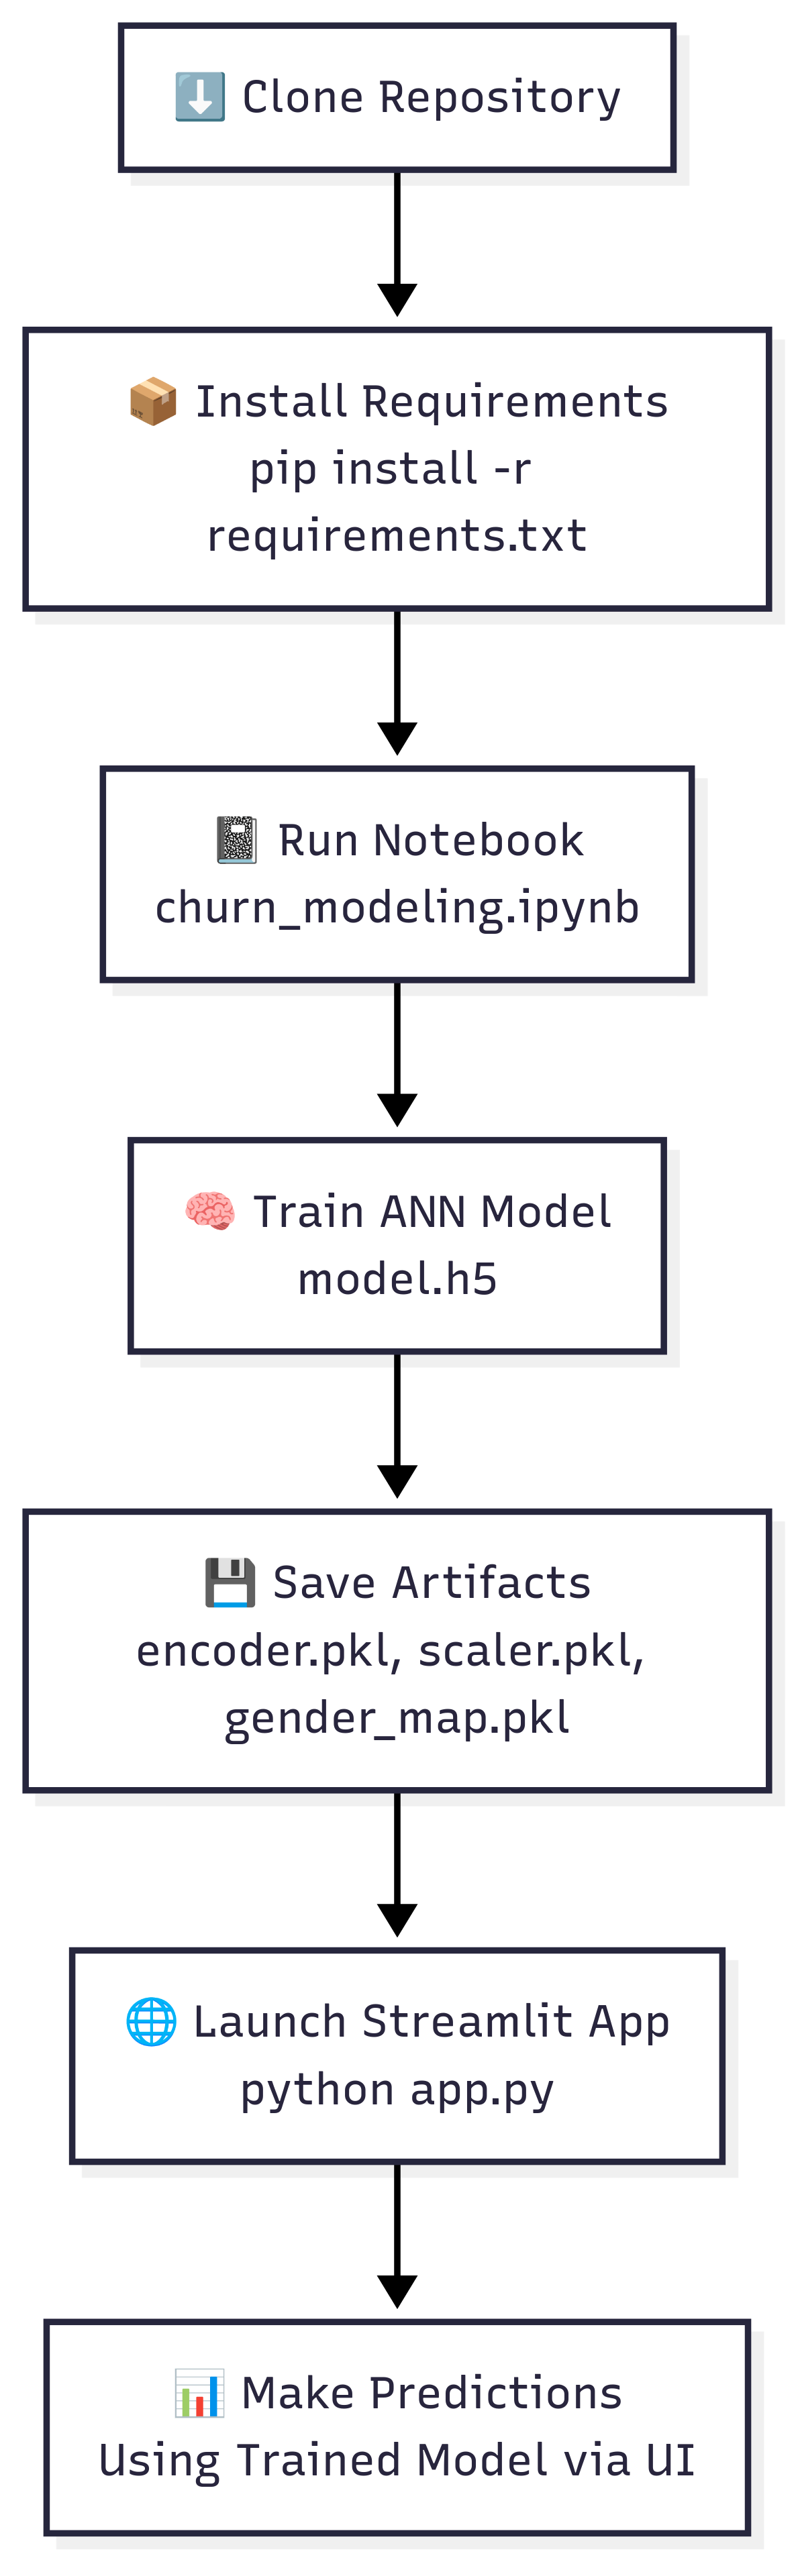 ⬇️ Clone Repository
📦 Install Requirements
pip install -r
requirements.txt
📓 Run Notebook
churn_modeling.ipynb
🧠 Train ANN Model
model.h5
💾 Save Artifacts
encoder.pkl, scaler.pkl,
gender_map.pkl
🌐 Launch Streamlit App
python app.py
📊 Make Predictions
Using Trained Model via UI